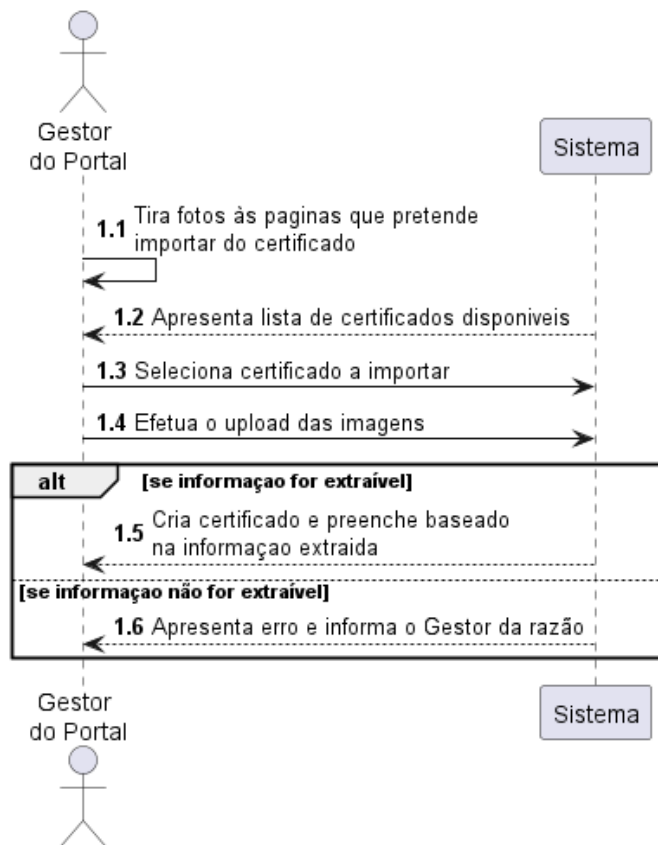 Gestor
do Portal
Sistema
1.1 Tira fotos às paginas que pretende
importar do certificado
1.2 Apresenta lista de certificados disponiveis
1.3 Seleciona certificado a importar
1.4 Efetua o upload das imagens
alt [se informaçao for extraível]
1.5 Cria certificado e preenche baseado
na informaçao extraida
[se informaçao não for extraível]
1.6 Apresenta erro e informa o Gestor da razão
Gestor
do Portal
Sistema